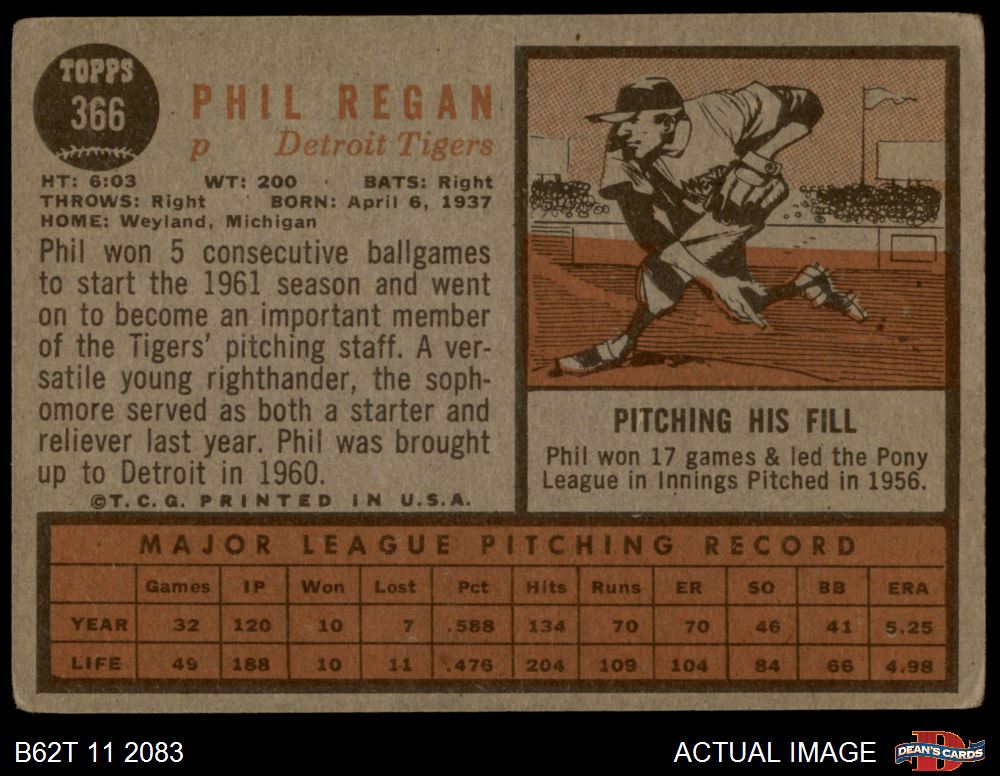 TOPPS
366
PHIL REGAN
p Detroit Tigers
HT: 6:03 WT: 200 BATS: Right
THROWS: Right BORN: April 6, 1937
HOME: Weyland, Michigan
Phil won 5 consecutive ballgames
to start the 1961 season and went
on to become an important member
of the Tigers' pitching staff. A ver-
satile young righthander, the soph-
omore served as both a starter and
reliever last year. Phil was brought
up to Detroit in 1960.
©T.C.G. PRINTED IN U.S.A.
PITCHING HIS FILL
Phil won 17 games & led the Pony
League in Innings Pitched in 1956.
MAJOR LEAGUE PITCHING RECORD
Games IP Won Lost Pct Hits Runs ER SO BB ERA
YEAR 32 120 10 7 .588 134 70 70 46 41 5.25
LIFE 49 188 10 11 .476 204 109 104 84 66 4.98
B62T 11 2083
ACTUAL IMAGE
DEAN'S CARDS